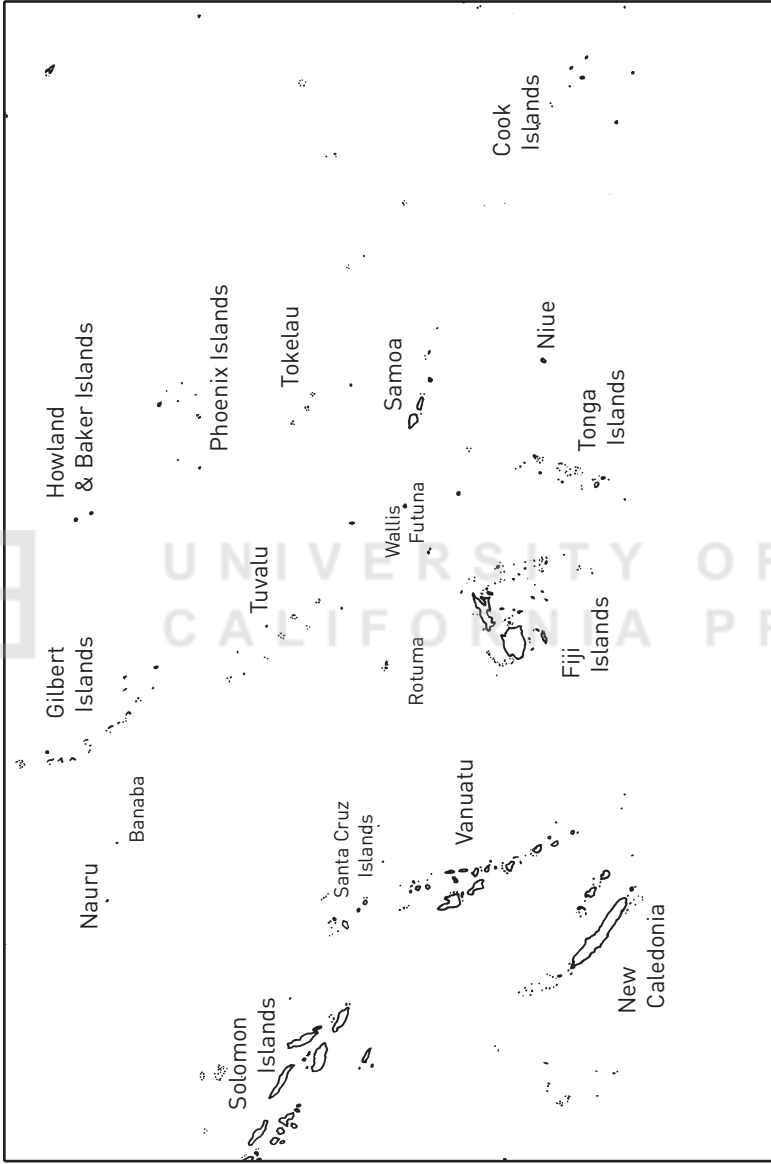 Howland
& Baker Islands
Gilbert
Islands
Nauru
Banaba
Phoenix Islands
Tokelau
Tuvalu
Solomon
Islands
Santa Cruz
Islands
Samoa
Wallis
Futuna
Rotuma
Cook
Islands
Vanuatu
Niue
Tonga
Islands
Fiji
Islands
New
Caledonia
UNIVERSITY OF
CALIFORNIA PR